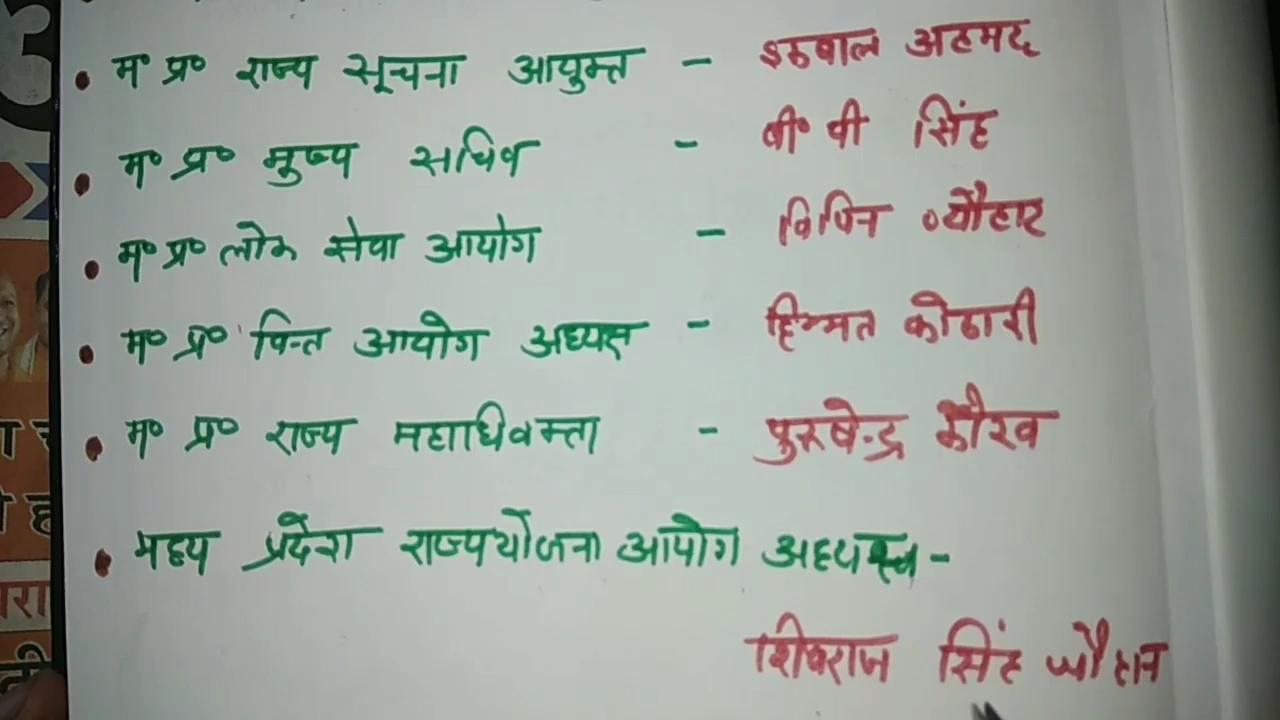 म॰ प्र॰ राज्य सूचना आयुक्त - इकबाल अहमद
म॰ प्र॰ मुख्य सचिव - बी॰ पी सिंह
म॰ प्र॰ लोक सेवा आयोग - विपिन ब्यौहार
म॰ प्र॰ वित्त आयोग अध्यक्ष - हिम्मत कोठारी
म॰ प्र॰ राज्य महाधिवक्ता - पुरूषेन्द्र कौरव
मध्य प्रदेश राज्य योजना आयोग अध्यक्ष -
शिवराज सिंह चौहान